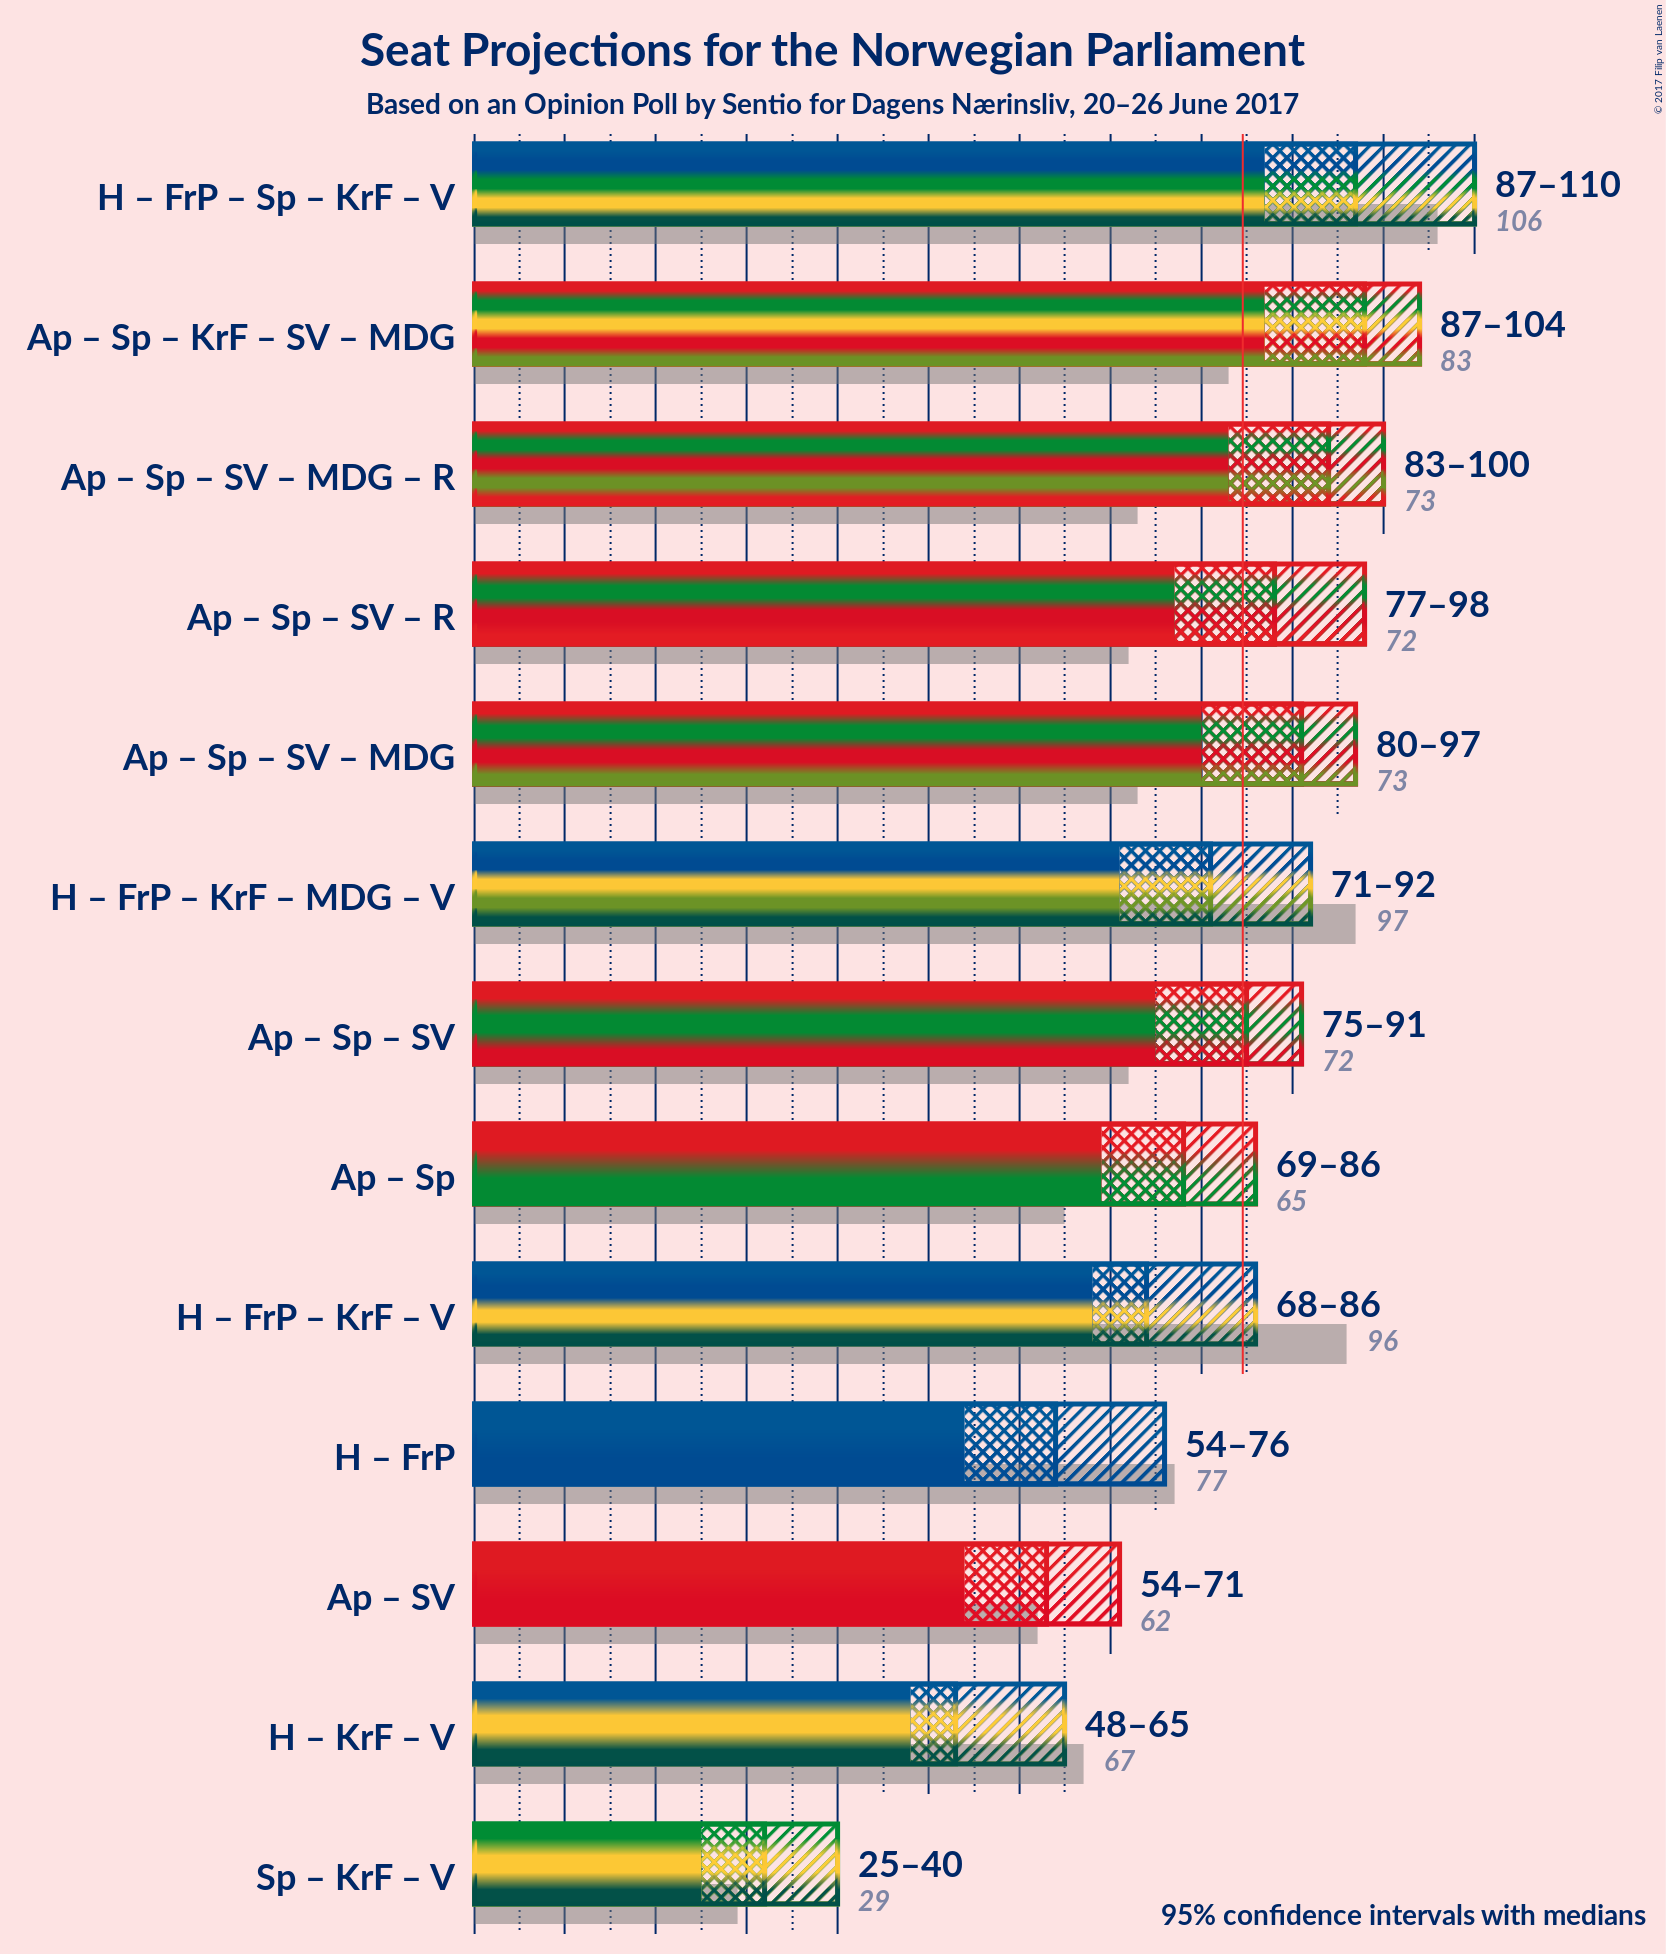 Seat Projections for the Norwegian Parliament
Based on an Opinion Poll by Sentio for Dagens Nærinsliv, 20–26 June 2017
© 2017 Filip van Laenen
H – FrP – Sp – KrF – V
87–110
106
Ap – Sp – KrF – SV – MDG
87–104
83
Ap – Sp – SV – MDG – R
83–100
73
Ap – Sp – SV – R
77–98
72
Ap – Sp – SV – MDG
80–97
73
H – FrP – KrF – MDG – V
71–92
97
Ap – Sp – SV
75–91
72
Ap – Sp
69–86
65
H – FrP – KrF – V
68–86
96
H – FrP
54–76
77
Ap – SV
54–71
62
H – KrF – V
48–65
67
Sp – KrF – V
25–40
29
95% confidence intervals with medians